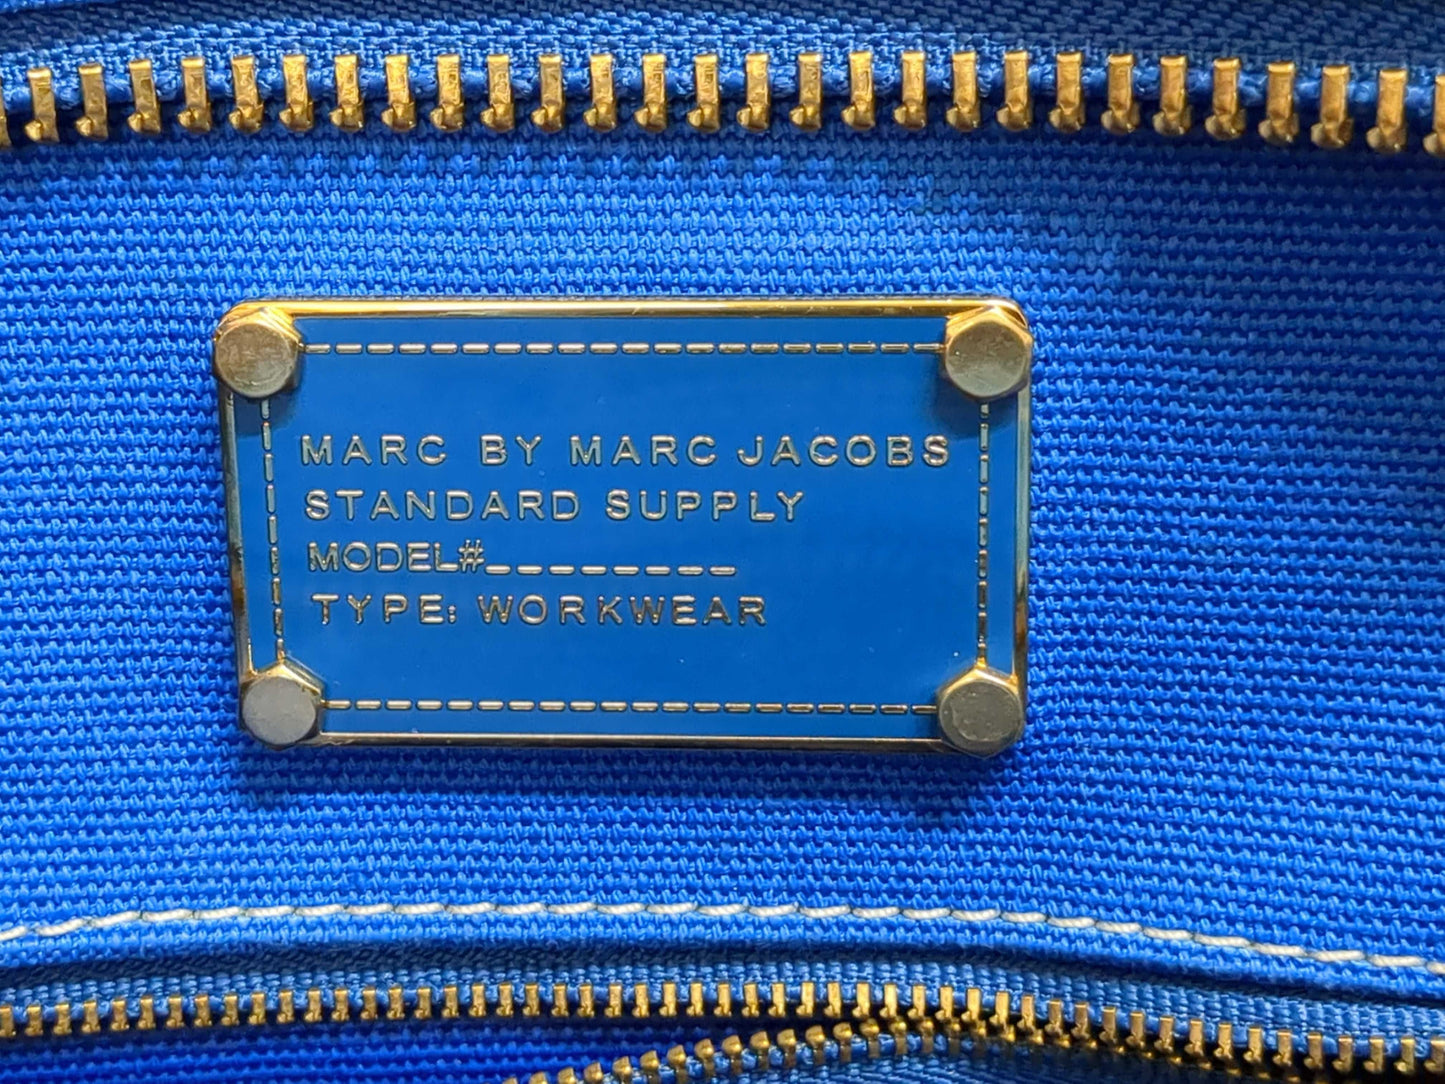 MARC BY MARC JACOBS
STANDARD SUPPLY
MODEL#________
TYPE: WORKWEAR